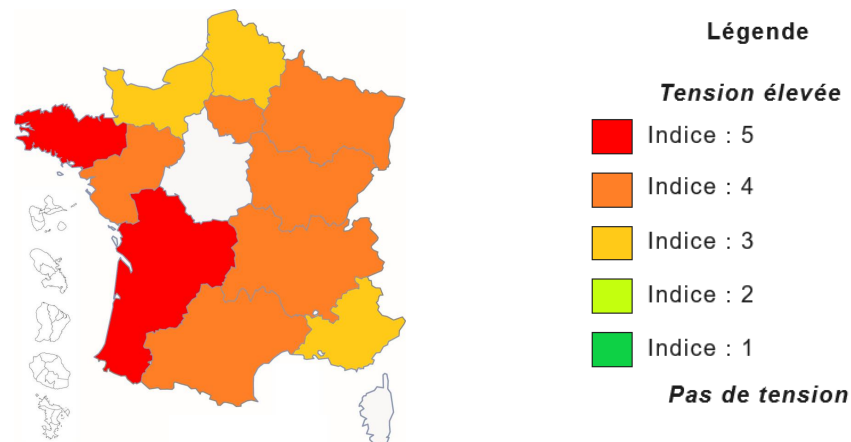 Légende
Tension élevée
Indice : 5
Indice : 4
Indice : 3
Indice : 2
Indice : 1
Pas de tension